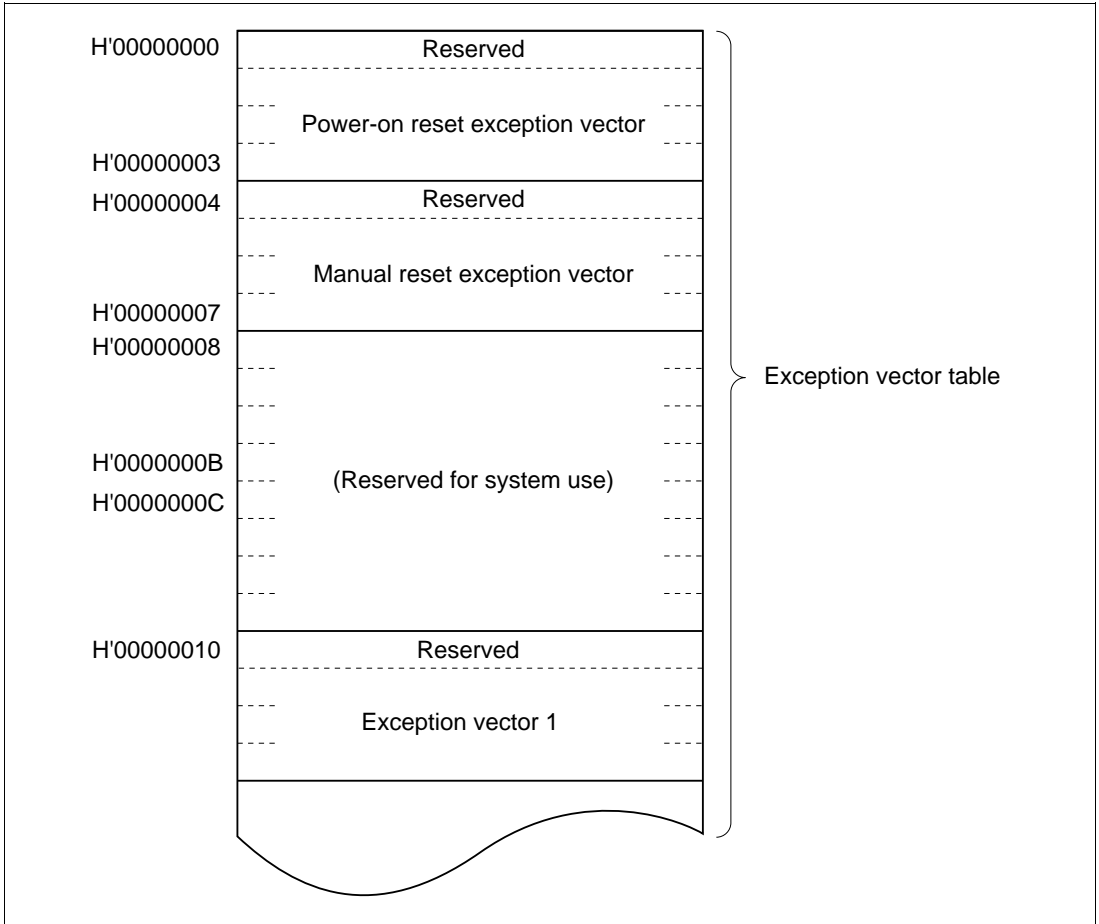 H'00000000
Reserved
Power-on reset exception vector
H'00000003
H'00000004
Reserved
Manual reset exception vector
H'00000007
H'00000008
Exception vector table
H'0000000B
(Reserved for system use)
H'0000000C
H'00000010
Reserved
Exception vector 1